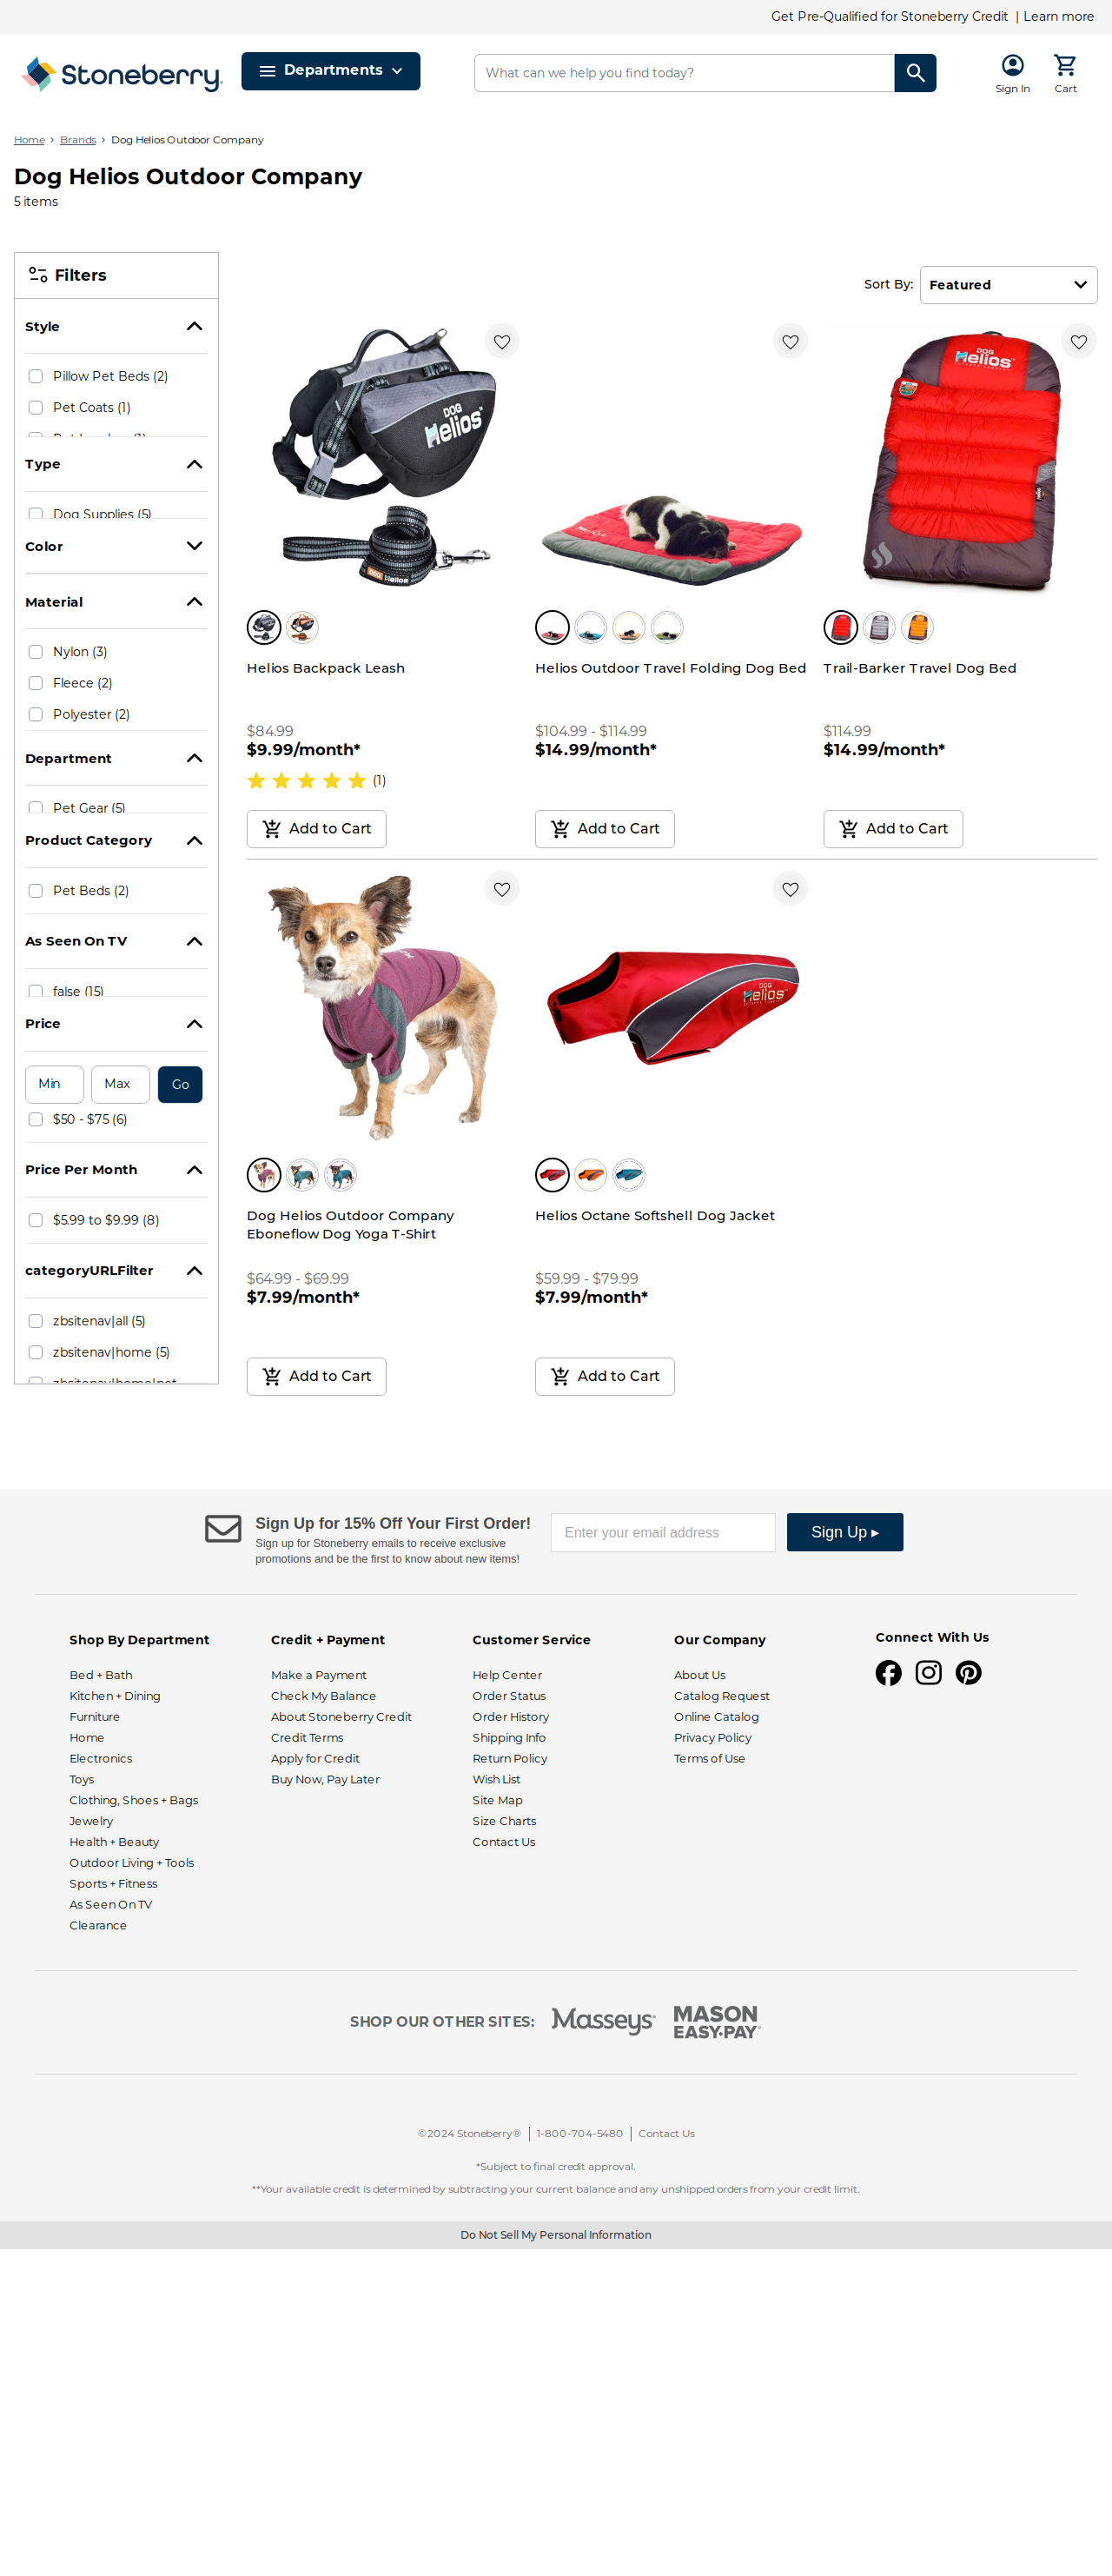 Get Pre-Qualified for Stoneberry Credit | Learn more
Stoneberry
Departments
What can we help you find today?
Sign In
Cart
Home › Brands › Dog Helios Outdoor Company
Dog Helios Outdoor Company
5 items
Filters
Sort By: Featured
Style
Pillow Pet Beds (2)
Pet Coats (1)
Type
Dog Supplies (5)
Color
Material
Nylon (3)
Fleece (2)
Polyester (2)
Department
Pet Gear (5)
Product Category
Pet Beds (2)
As Seen On TV
false (15)
Price
Min
Max
Go
$50 - $75 (6)
Price Per Month
$5.99 to $9.99 (8)
categoryURLFilter
zbsitenav|all (5)
zbsitenav|home (5)
zbsitenav|home|pet
DOG
Helios
DOG
Helios
DOG
Helios
Helios Backpack Leash
$84.99
$9.99/month*
(1)
Add to Cart
Helios Outdoor Travel Folding Dog Bed
$104.99 - $114.99
$14.99/month*
Add to Cart
Trail-Barker Travel Dog Bed
$114.99
$14.99/month*
Add to Cart
DOG
Helios
Dog Helios Outdoor Company
Eboneflow Dog Yoga T-Shirt
$64.99 - $69.99
$7.99/month*
Add to Cart
Helios Octane Softshell Dog Jacket
$59.99 - $79.99
$7.99/month*
Add to Cart
Sign Up for 15% Off Your First Order!
Sign up for Stoneberry emails to receive exclusive
promotions and be the first to know about new items!
Enter your email address
Sign Up ▸
Shop By Department
Bed + Bath
Kitchen + Dining
Furniture
Home
Electronics
Toys
Clothing, Shoes + Bags
Jewelry
Health + Beauty
Outdoor Living + Tools
Sports + Fitness
As Seen On TV
Clearance
Credit + Payment
Make a Payment
Check My Balance
About Stoneberry Credit
Credit Terms
Apply for Credit
Buy Now, Pay Later
Customer Service
Help Center
Order Status
Order History
Shipping Info
Return Policy
Wish List
Site Map
Size Charts
Contact Us
Our Company
About Us
Catalog Request
Online Catalog
Privacy Policy
Terms of Use
Connect With Us
SHOP OUR OTHER SITES:
Masseys
MASON
EASY•PAY
©2024 Stoneberry® | 1-800-704-5480 | Contact Us
*Subject to final credit approval.
**Your available credit is determined by subtracting your current balance and any unshipped orders from your credit limit.
Do Not Sell My Personal Information